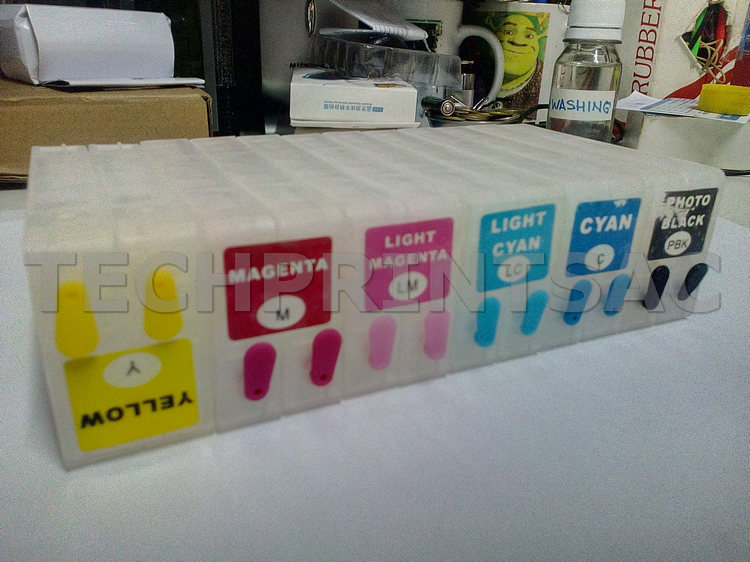 WASHING
RUBBER
MAGENTA
M
LIGHT
MAGENTA
LM
LIGHT
CYAN
LC
CYAN
C
PHOTO
BLACK
PBK
Y
YELLOW
TECHPRINTSAC